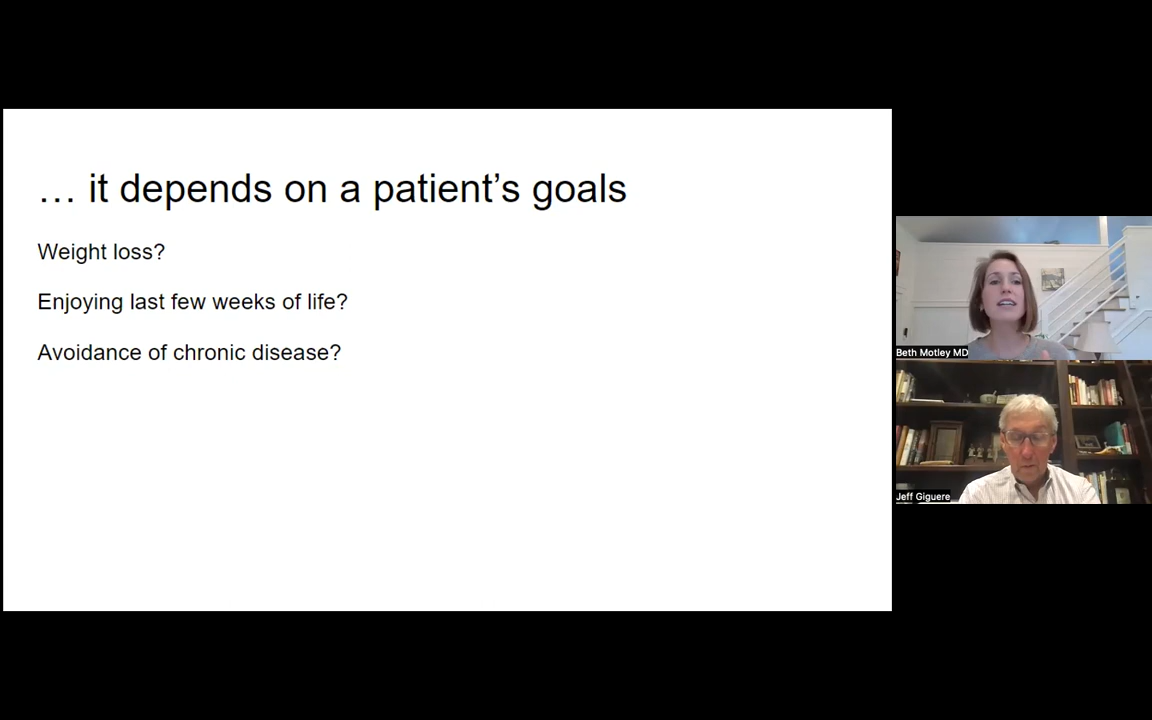 … it depends on a patient’s goals
Weight loss?
Enjoying last few weeks of life?
Avoidance of chronic disease?
Beth Motley MD
Jeff Giguere